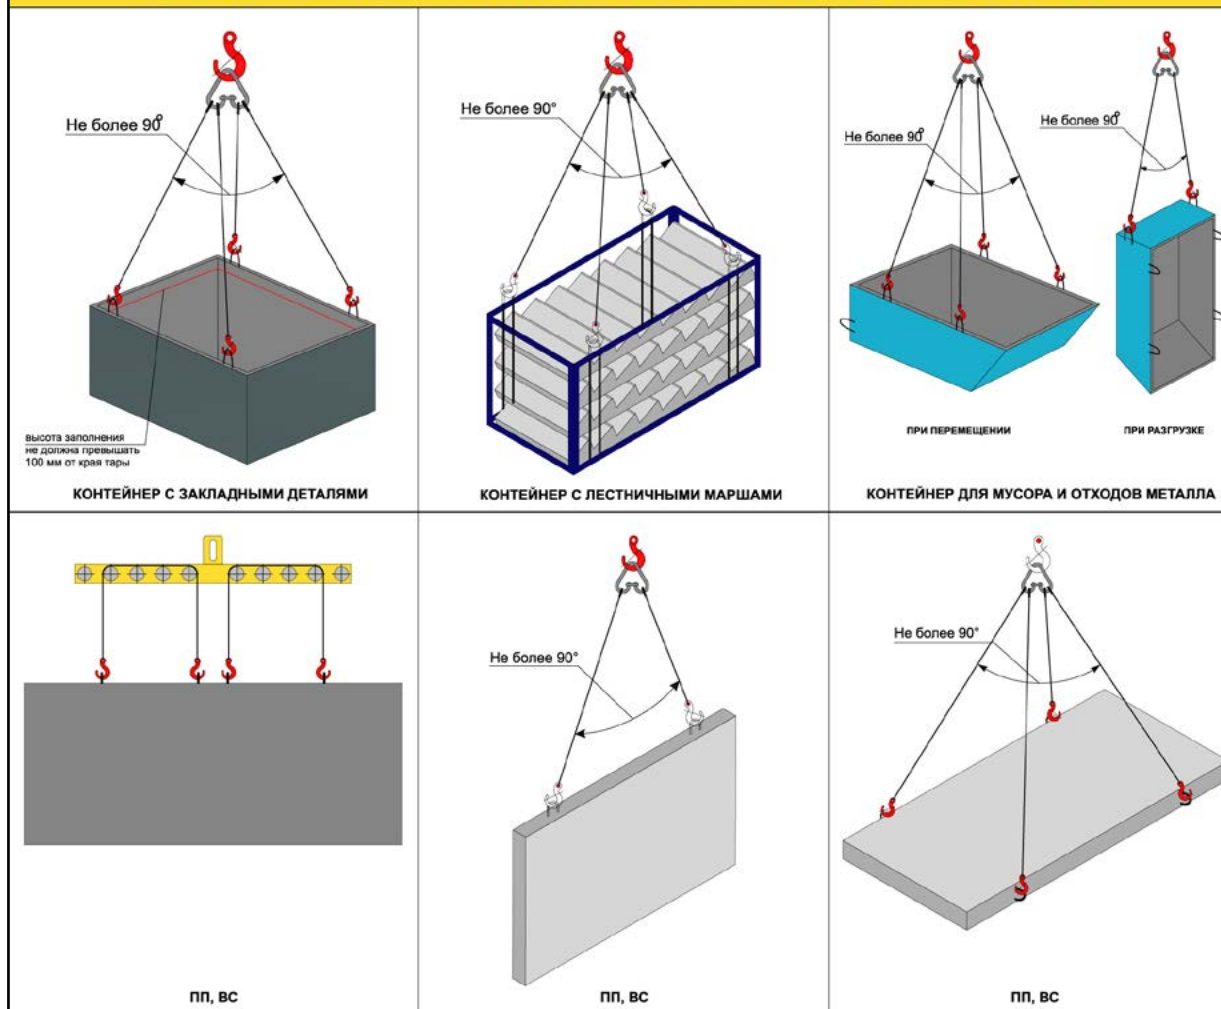 Не более 90°
высота заполнения
не должна превышать
100 мм от края тары
КОНТЕЙНЕР С ЗАКЛАДНЫМИ ДЕТАЛЯМИ
Не более 90°
КОНТЕЙНЕР С ЛЕСТНИЧНЫМИ МАРШАМИ
Не более 90°
Не более 90°
ПРИ ПЕРЕМЕЩЕНИИ
ПРИ РАЗГРУЗКЕ
КОНТЕЙНЕР ДЛЯ МУСОРА И ОТХОДОВ МЕТАЛЛА
ПП, ВС
Не более 90°
ПП, ВС
Не более 90°
ПП, ВС